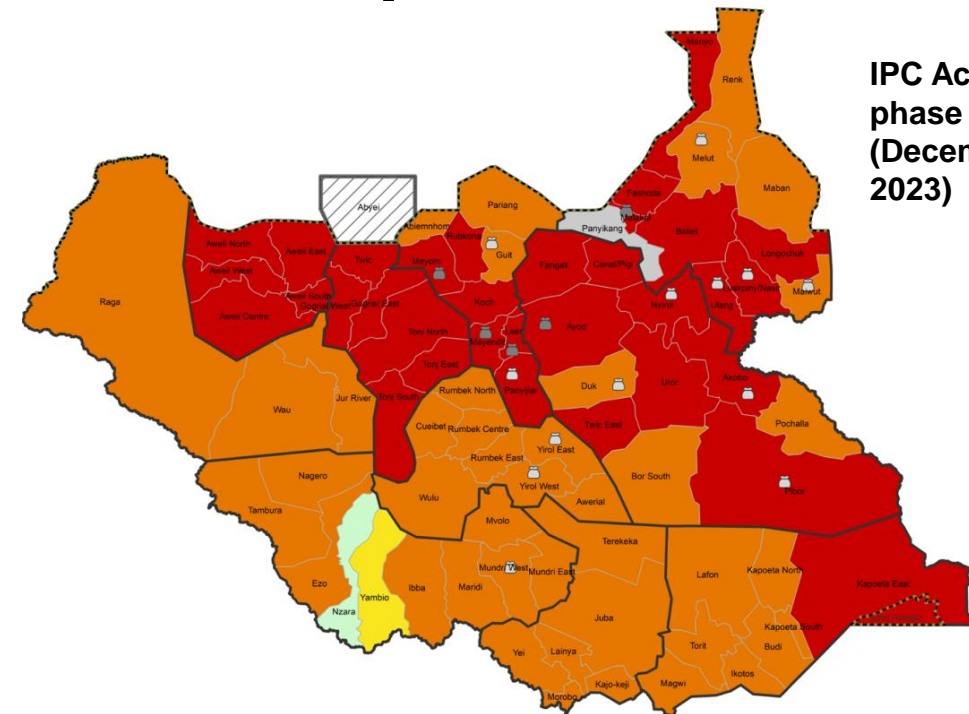 IPC Ac
phase
(Decen
2023)
Manyo
Renk
Melut
Maban
Fashoda
Malakal
Abyei
Pariang
Abiemnhom
Panyikang
Baliet
Rubkona
Guit
Longochuk
Aweil North
Aweil East
Twic
Mayom
Fangak
Canal/Pigi
Luakpiny/Nasir
Maiwut
Aweil West
Ulang
Raga
Aweil South
Gogrial West
Gogrial East
Koch
Nyirol
Aweil Centre
Tonj North
Mayendit
Leer
Ayod
Tonj East
Panyijiar
Duk
Uror
Akobo
Wau
Jur River
Tonj South
Rumbek North
Cueibet
Rumbek Centre
Twic East
Pochalla
Rumbek East
Yirol East
Nagero
Wulu
Yirol West
Bor South
Pibor
Awerial
Tambura
Mvolo
Terekeka
Ezo
Yambio
Ibba
Maridi
Mundri West
Mundri East
Lafon
Kapoeta North
Kapoeta East
Nzara
Juba
Kapoeta South
Yei
Lainya
Torit
Budi
Morobo
Kajo-keji
Magwi
Ikotos